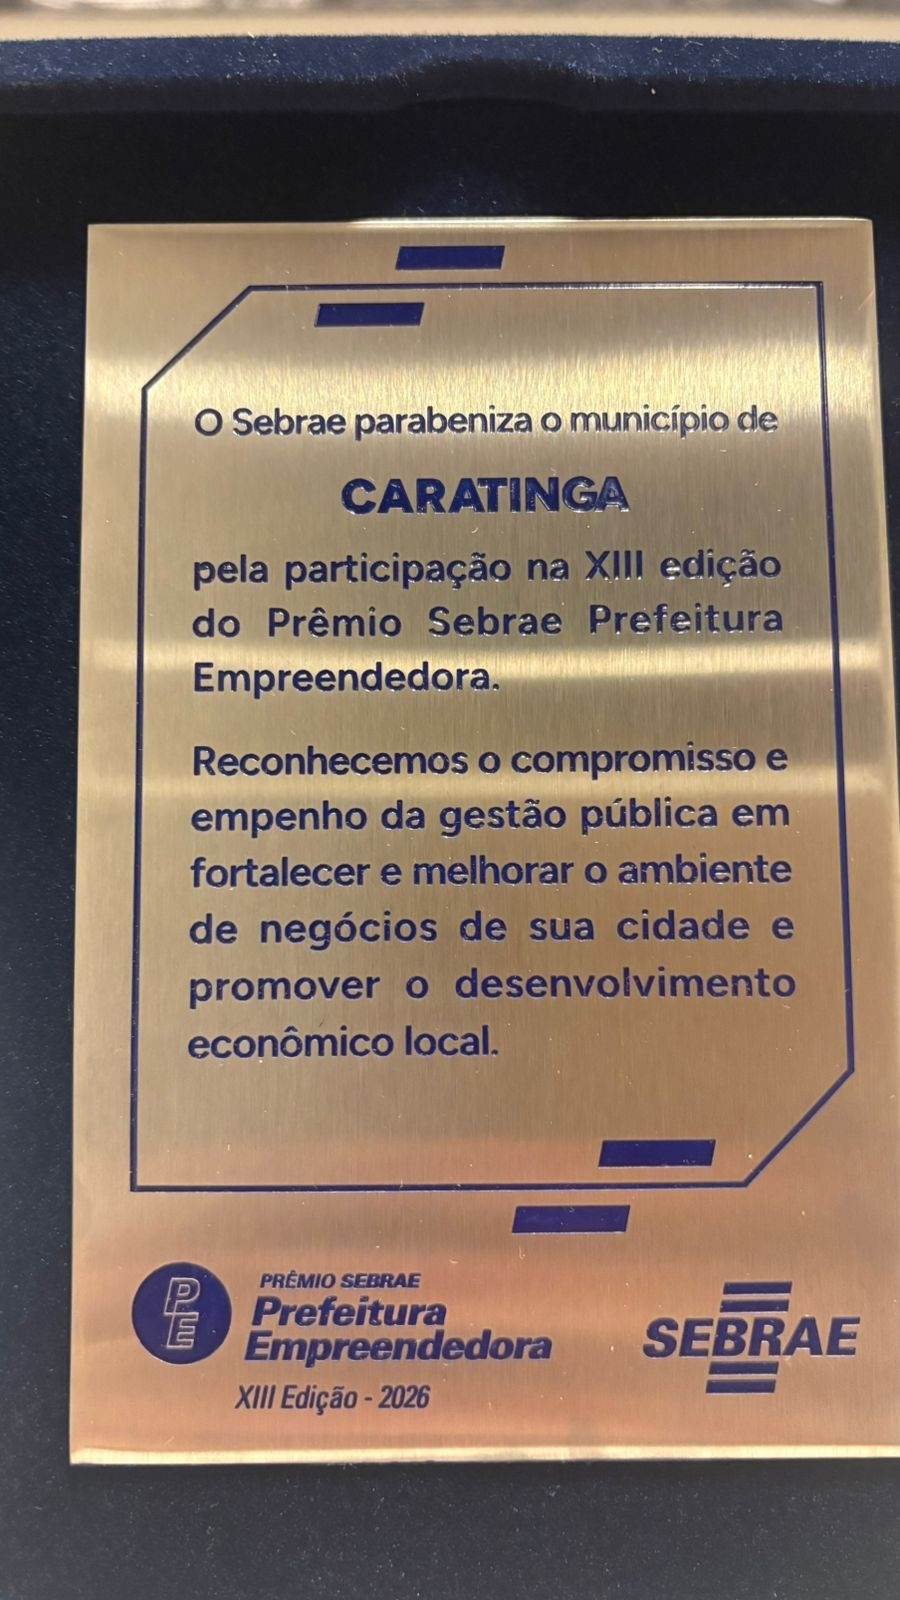 O Sebrae parabeniza o município de
CARATINGA
pela participação na XIII edição
do Prêmio Sebrae Prefeitura
Empreendedora.
Reconhecemos o compromisso e
empenho da gestão pública em
fortalecer e melhorar o ambiente
de negócios de sua cidade e
promover o desenvolvimento
econômico local.
PE
PRÊMIO SEBRAE
Prefeitura
Empreendedora
XIII Edição - 2026
SEBRAE